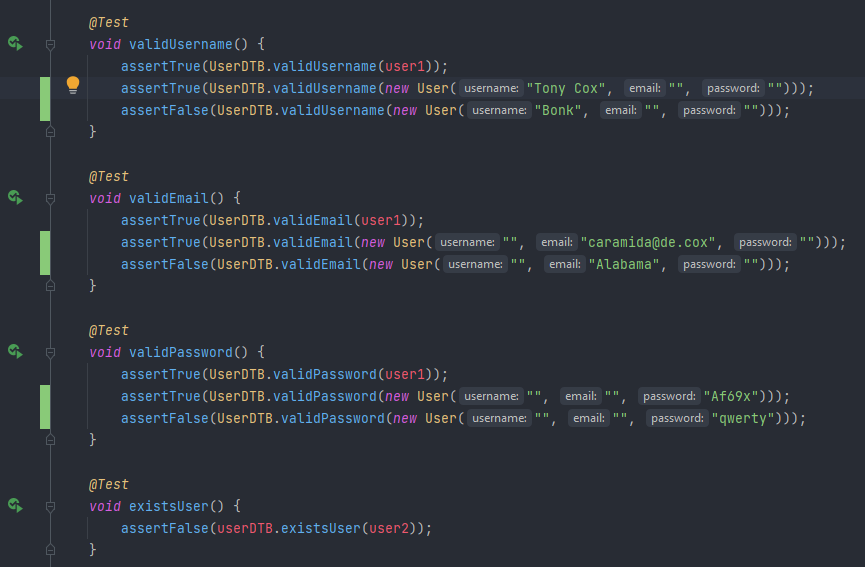 @Test
void validUsername() {
assertTrue(UserDTB.validUsername(user1));
assertTrue(UserDTB.validUsername(new User( username: "Tony Cox", email: "", password: "")));
assertFalse(UserDTB.validUsername(new User( username: "Bonk", email: "", password: "")));
}
@Test
void validEmail() {
assertTrue(UserDTB.validEmail(user1));
assertTrue(UserDTB.validEmail(new User( username: "", email: "caramida@de.cox", password: "")));
assertFalse(UserDTB.validEmail(new User( username: "", email: "Alabama", password: "")));
}
@Test
void validPassword() {
assertTrue(UserDTB.validPassword(user1));
assertTrue(UserDTB.validPassword(new User( username: "", email: "", password: "Af69x")));
assertFalse(UserDTB.validPassword(new User( username: "", email: "", password: "qwerty")));
}
@Test
void existsUser() {
assertFalse(userDTB.existsUser(user2));
}